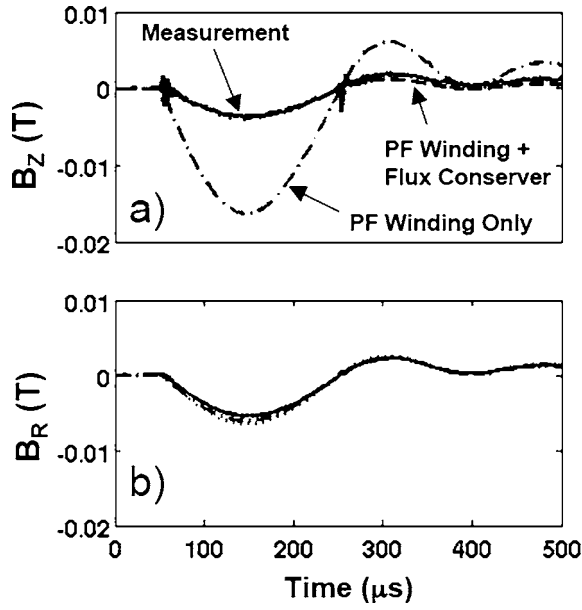 0.01
Measurement
0
B_Z (T)
-0.01
PF Winding +
Flux Conserver
a)
PF Winding Only
-0.02
0.01
0
B_R (T)
-0.01
b)
-0.02
0 100 200 300 400 500
Time (μs)